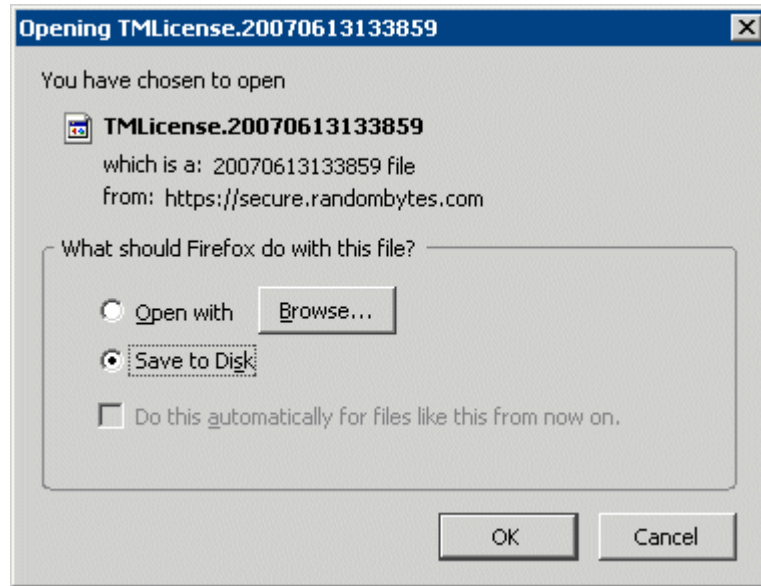 Opening TMLicense.20070613133859
You have chosen to open
TMLicense.20070613133859
which is a: 20070613133859 file
from: https://secure.randombytes.com
What should Firefox do with this file?
Open with Browse...
Save to Disk
Do this automatically for files like this from now on.
OK Cancel